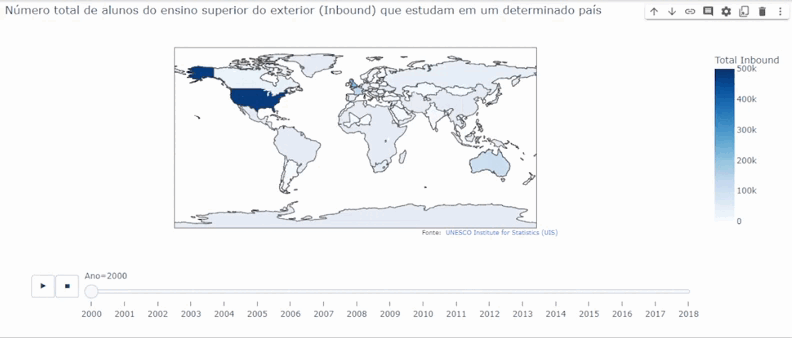 Número total de alunos do ensino superior do exterior (Inbound) que estudam em um determinado país
Total Inbound
500k
400k
300k
200k
100k
0
Fonte: UNESCO Institute for Statistics (UIS)
Ano=2000
2000 2001 2002 2003 2004 2005 2006 2007 2008 2009 2010 2011 2012 2013 2014 2015 2016 2017 2018